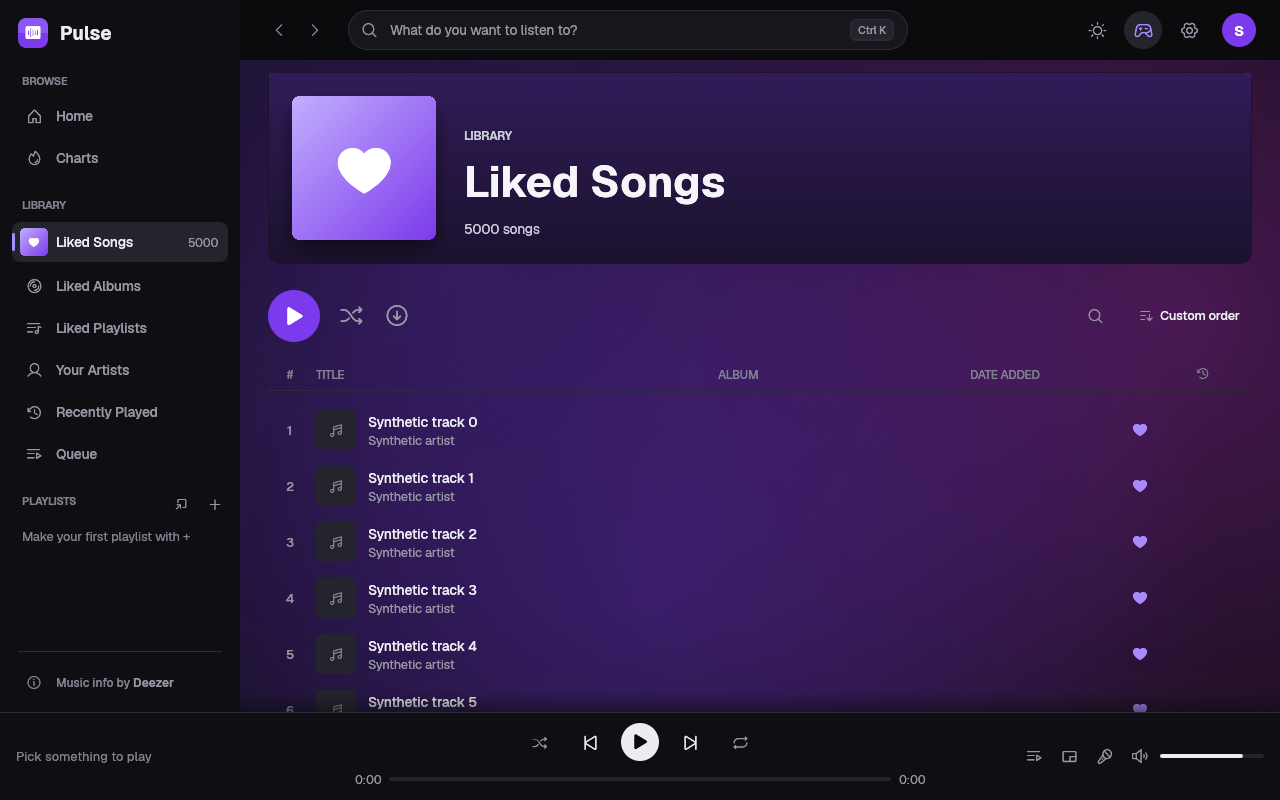 Pulse
What do you want to listen to?
Ctrl K
S
BROWSE
Home
Charts
LIBRARY
Liked Songs
5000
Liked Albums
Liked Playlists
Your Artists
Recently Played
Queue
PLAYLISTS
Make your first playlist with +
Music info by Deezer
LIBRARY
Liked Songs
5000 songs
Custom order
# TITLE ALBUM DATE ADDED
1 Synthetic track 0
Synthetic artist
2 Synthetic track 1
Synthetic artist
3 Synthetic track 2
Synthetic artist
4 Synthetic track 3
Synthetic artist
5 Synthetic track 4
Synthetic artist
6 Synthetic track 5
Pick something to play
0:00
0:00